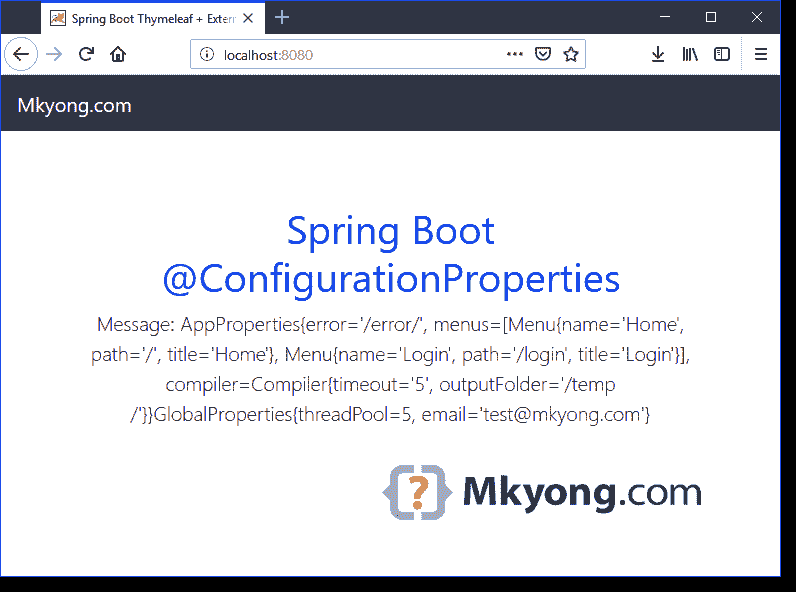 Spring Boot Thymeleaf + Extern
localhost:8080
Mkyong.com
Spring Boot
@ConfigurationProperties
Message: AppProperties{error='/error/', menus=[Menu{name='Home',
path='/', title='Home'}, Menu{name='Login', path='/login', title='Login'}],
compiler=Compiler{timeout='5', outputFolder='/temp
/'}}GlobalProperties{threadPool=5, email='test@mkyong.com'}
{?} Mkyong.com